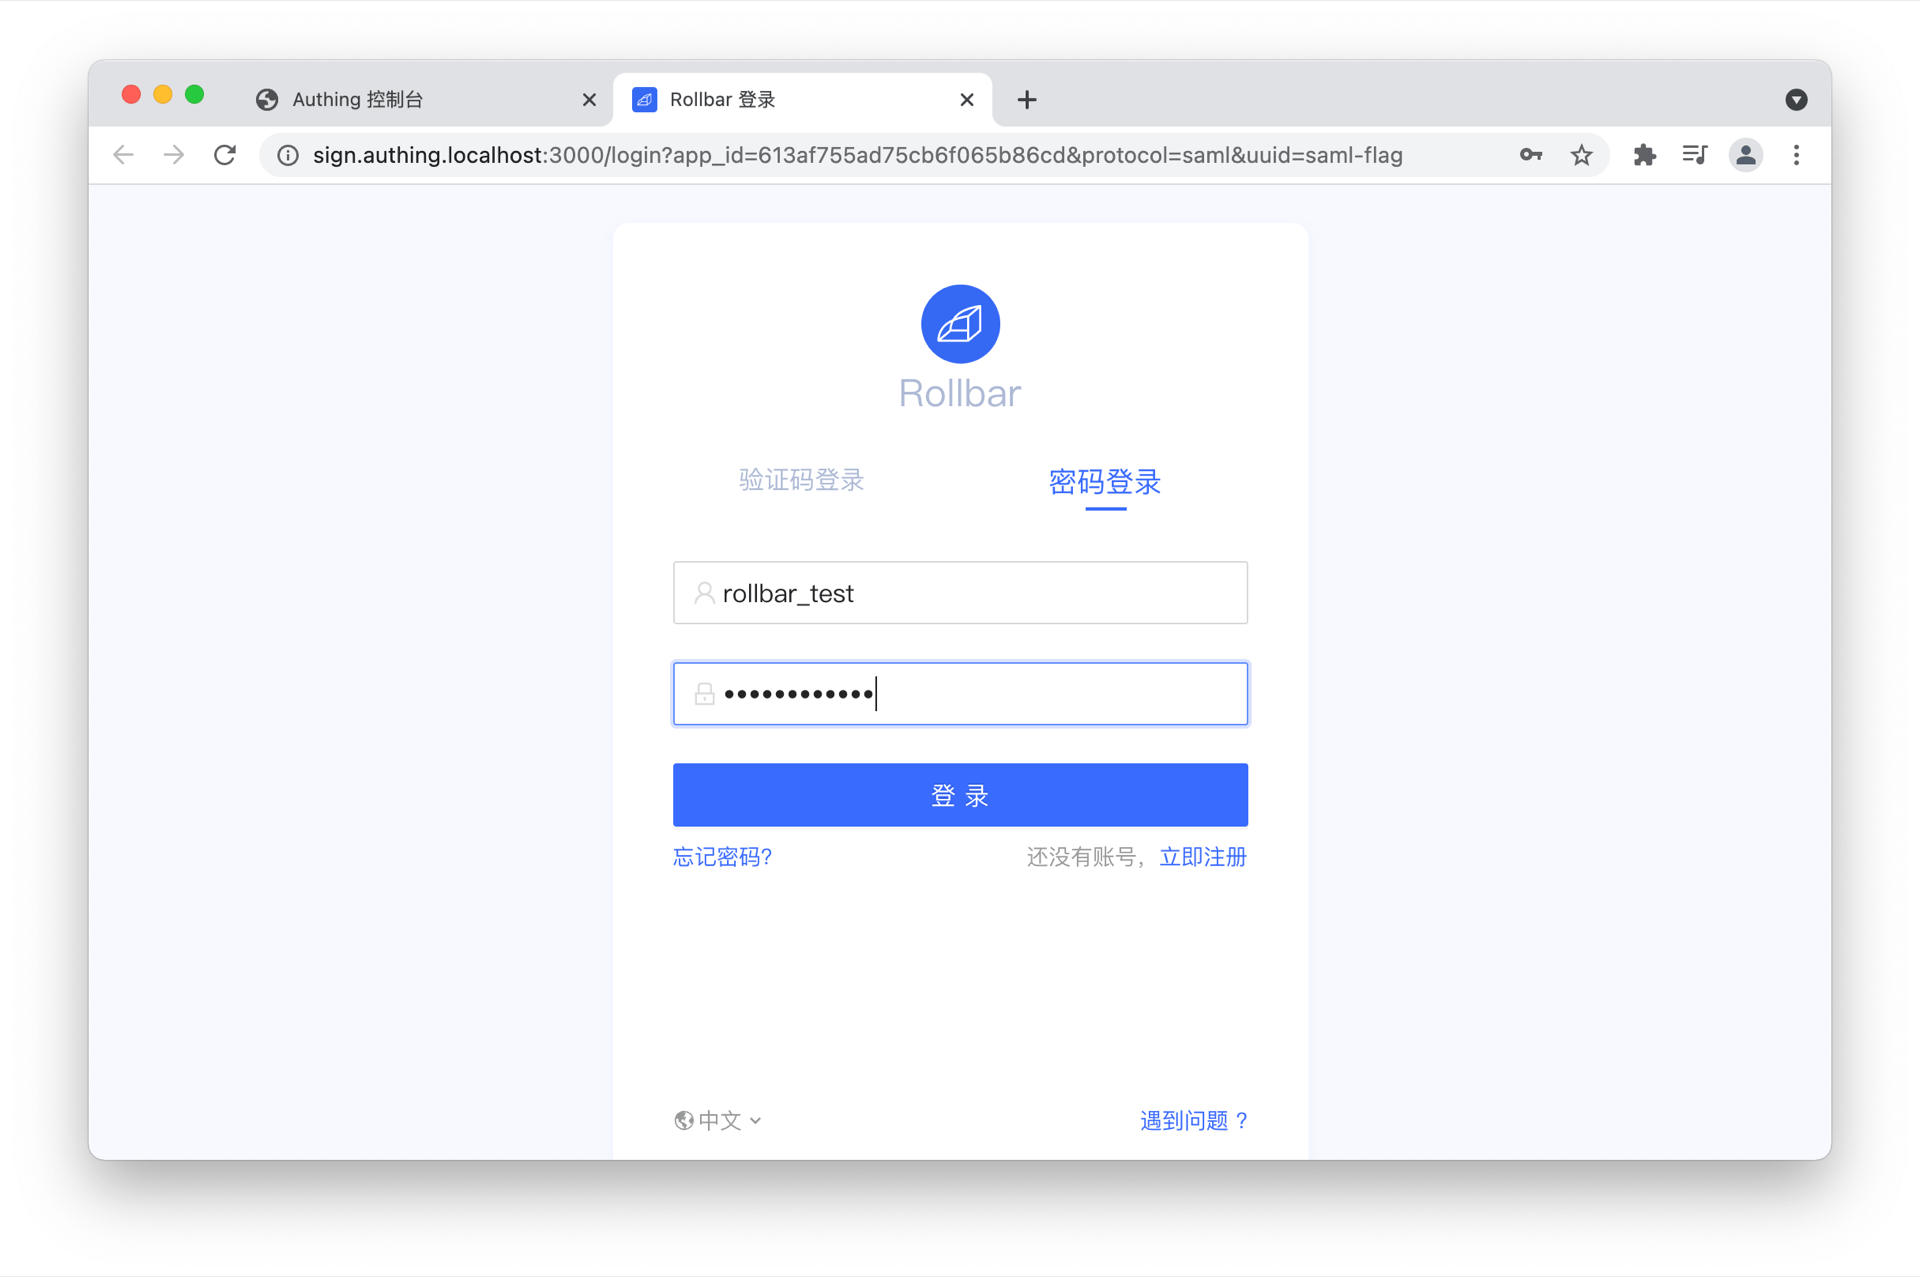 Authing 控制台
Rollbar 登录
sign.authing.localhost:3000/login?app_id=613af755ad75cb6f065b86cd&protocol=saml&uuid=saml-flag
Rollbar
验证码登录
密码登录
rollbar_test
••••••••••••
登 录
忘记密码?
还没有账号，立即注册
中文
遇到问题 ?